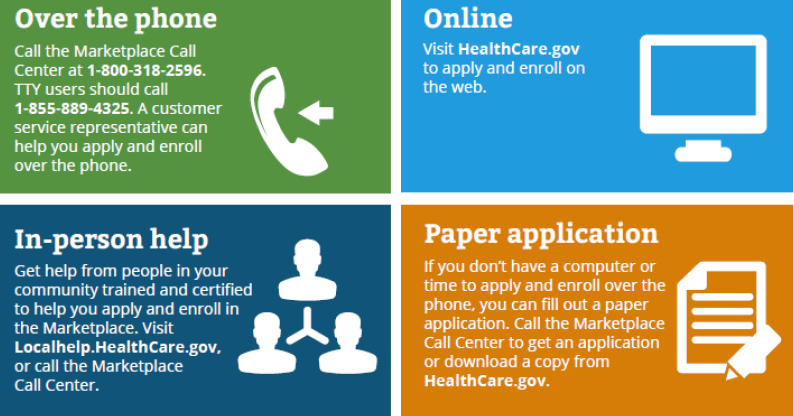 Over the phone
Call the Marketplace Call
Center at 1-800-318-2596.
TTY users should call
1-855-889-4325. A customer
service representative can
help you apply and enroll
over the phone.
Online
Visit HealthCare.gov
to apply and enroll on
the web.
In-person help
Get help from people in your
community trained and certified
to help you apply and enroll in
the Marketplace. Visit
Localhelp.HealthCare.gov,
or call the Marketplace
Call Center.
Paper application
If you don’t have a computer or
time to apply and enroll over the
phone, you can fill out a paper
application. Call the Marketplace
Call Center to get an application
or download a copy from
HealthCare.gov.